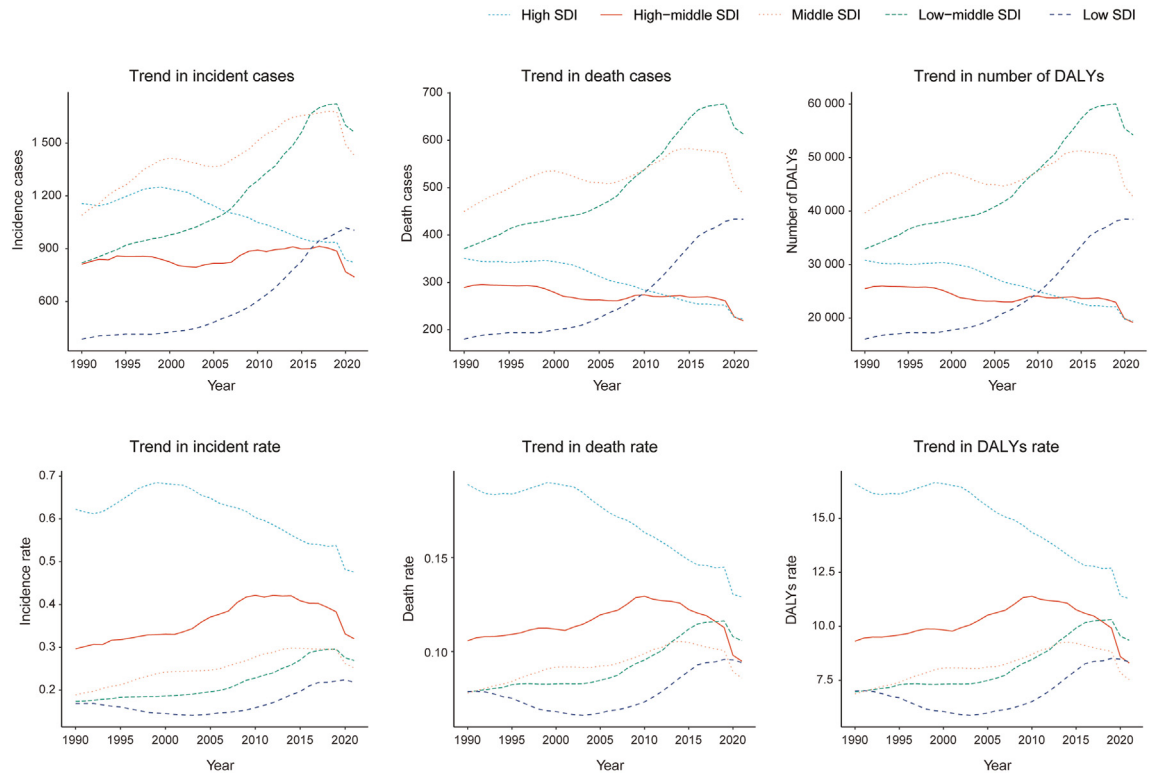 High SDI High-middle SDI Middle SDI Low-middle SDI Low SDI
Trend in incident cases
Incidence cases
1 500
1 200
900
600
1990 1995 2000 2005 2010 2015 2020
Year
Trend in death cases
Death cases
700
600
500
400
300
200
1990 1995 2000 2005 2010 2015 2020
Year
Trend in number of DALYs
Number of DALYs
60 000
50 000
40 000
30 000
20 000
1990 1995 2000 2005 2010 2015 2020
Year
Trend in incident rate
Incidence rate
0.7
0.6
0.5
0.4
0.3
0.2
1990 1995 2000 2005 2010 2015 2020
Year
Trend in death rate
Death rate
0.15
0.10
1990 1995 2000 2005 2010 2015 2020
Year
Trend in DALYs rate
DALYs rate
15.0
12.5
10.0
7.5
1990 1995 2000 2005 2010 2015 2020
Year